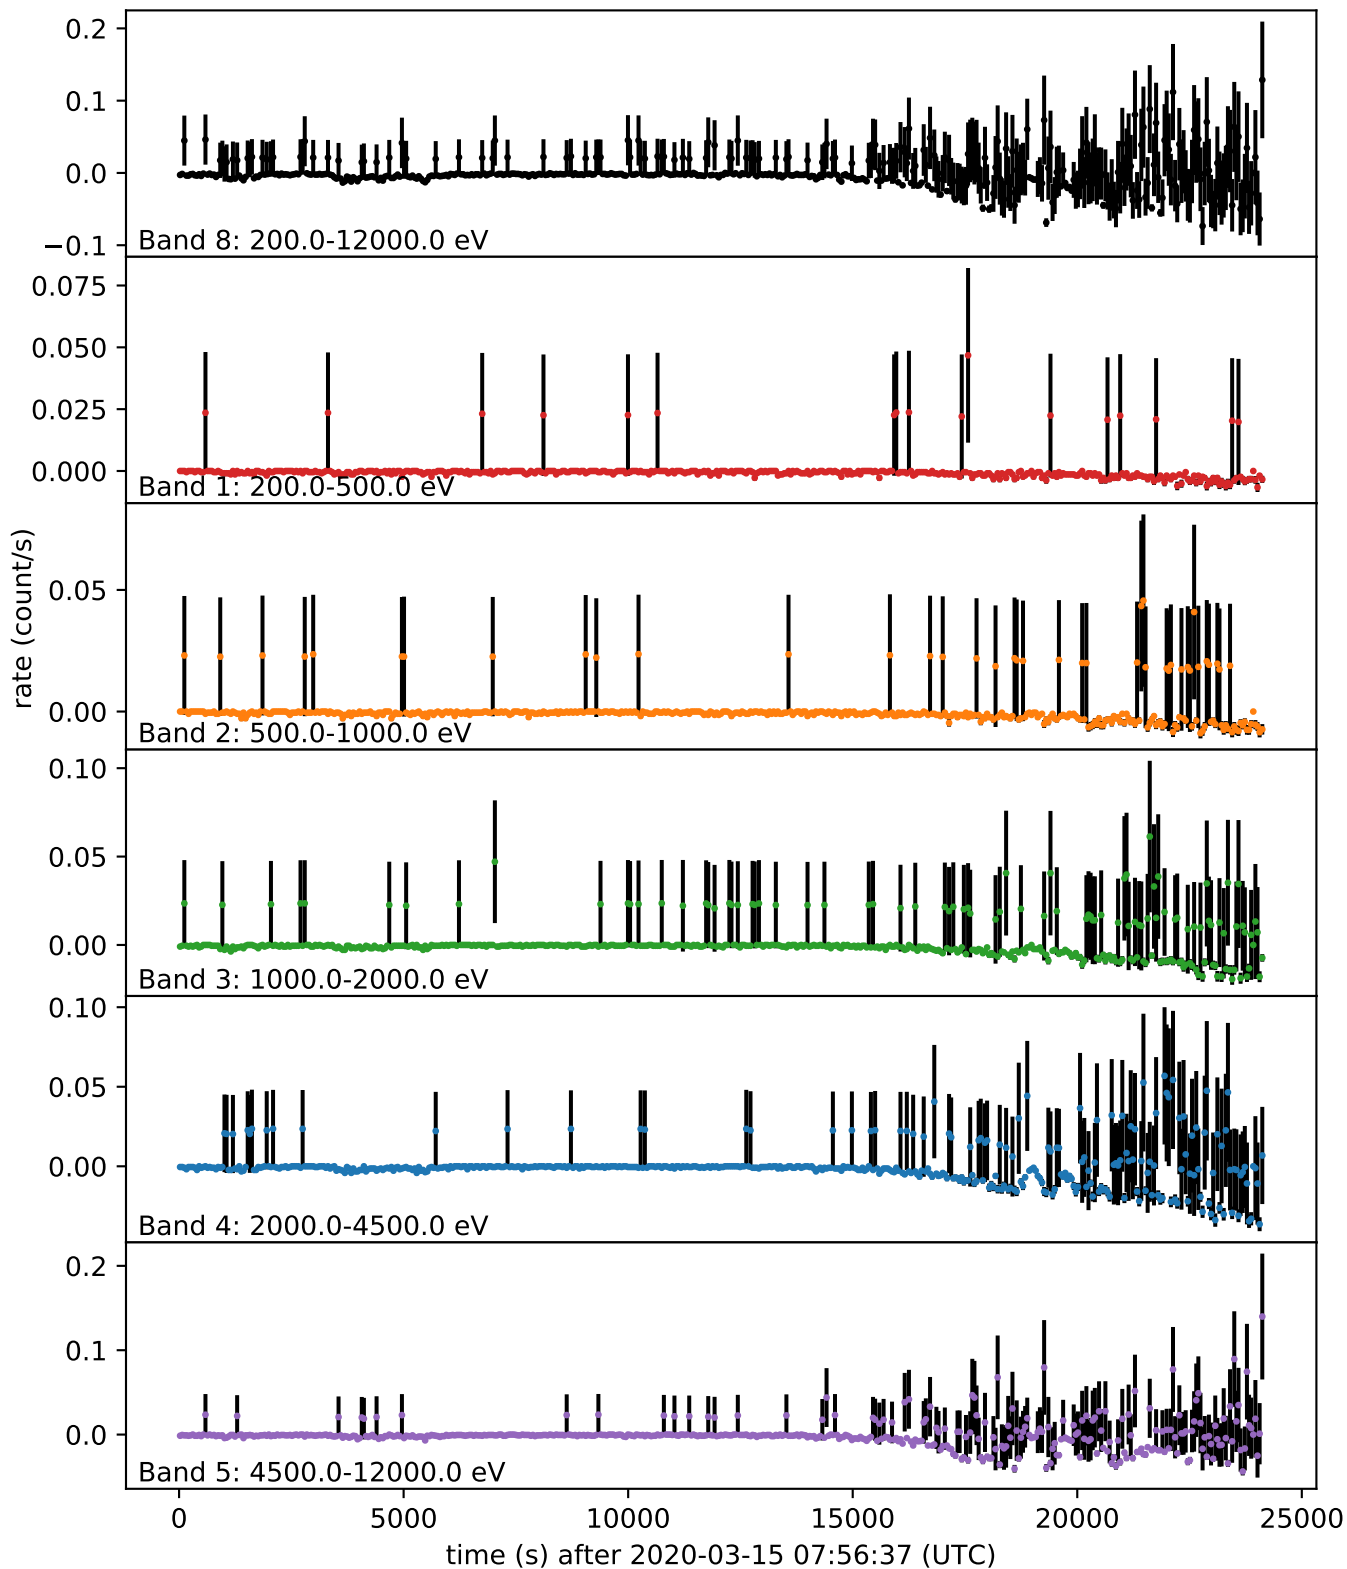 0.2
0.1
0.0
−0.1
Band 8: 200.0-12000.0 eV
0.075
0.050
0.025
0.000
Band 1: 200.0-500.0 eV
rate (count/s)
0.05
0.00
Band 2: 500.0-1000.0 eV
0.10
0.05
0.00
Band 3: 1000.0-2000.0 eV
0.10
0.05
0.00
Band 4: 2000.0-4500.0 eV
0.2
0.1
0.0
Band 5: 4500.0-12000.0 eV
0 5000 10000 15000 20000 25000
time (s) after 2020-03-15 07:56:37 (UTC)